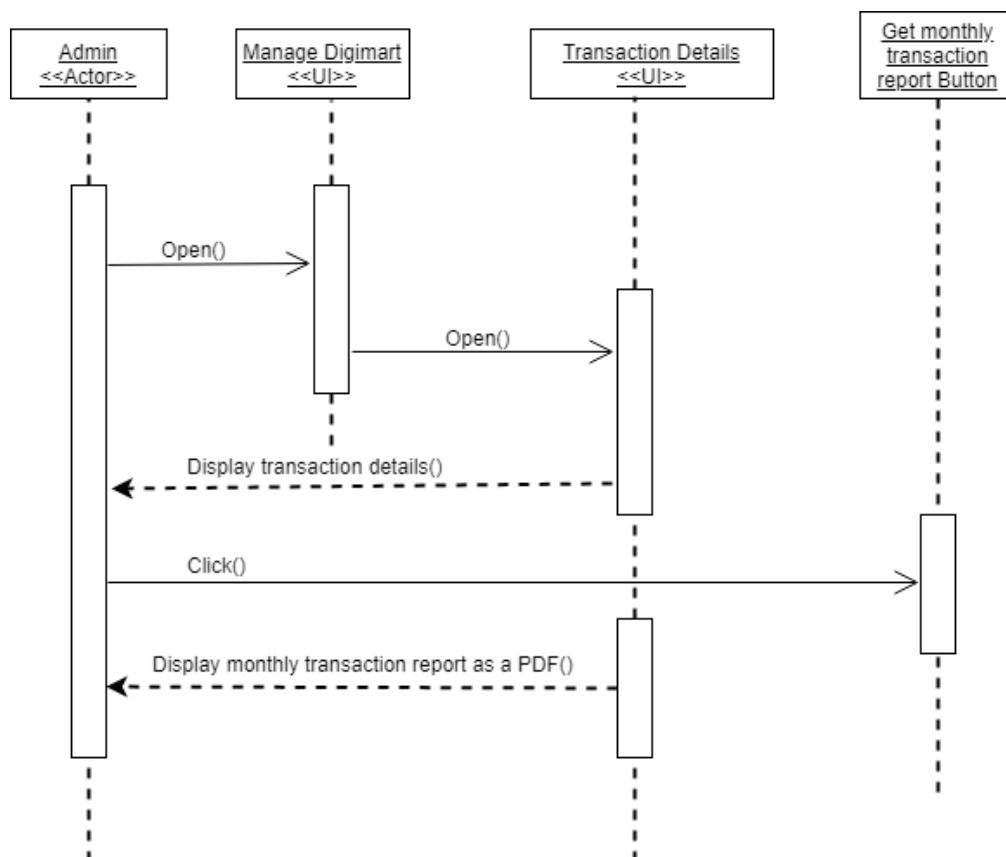 Admin
<<Actor>>
Manage Digimart
<<UI>>
Transaction Details
<<UI>>
Get monthly
transaction
report Button
Open()
Open()
Display transaction details()
Click()
Display monthly transaction report as a PDF()